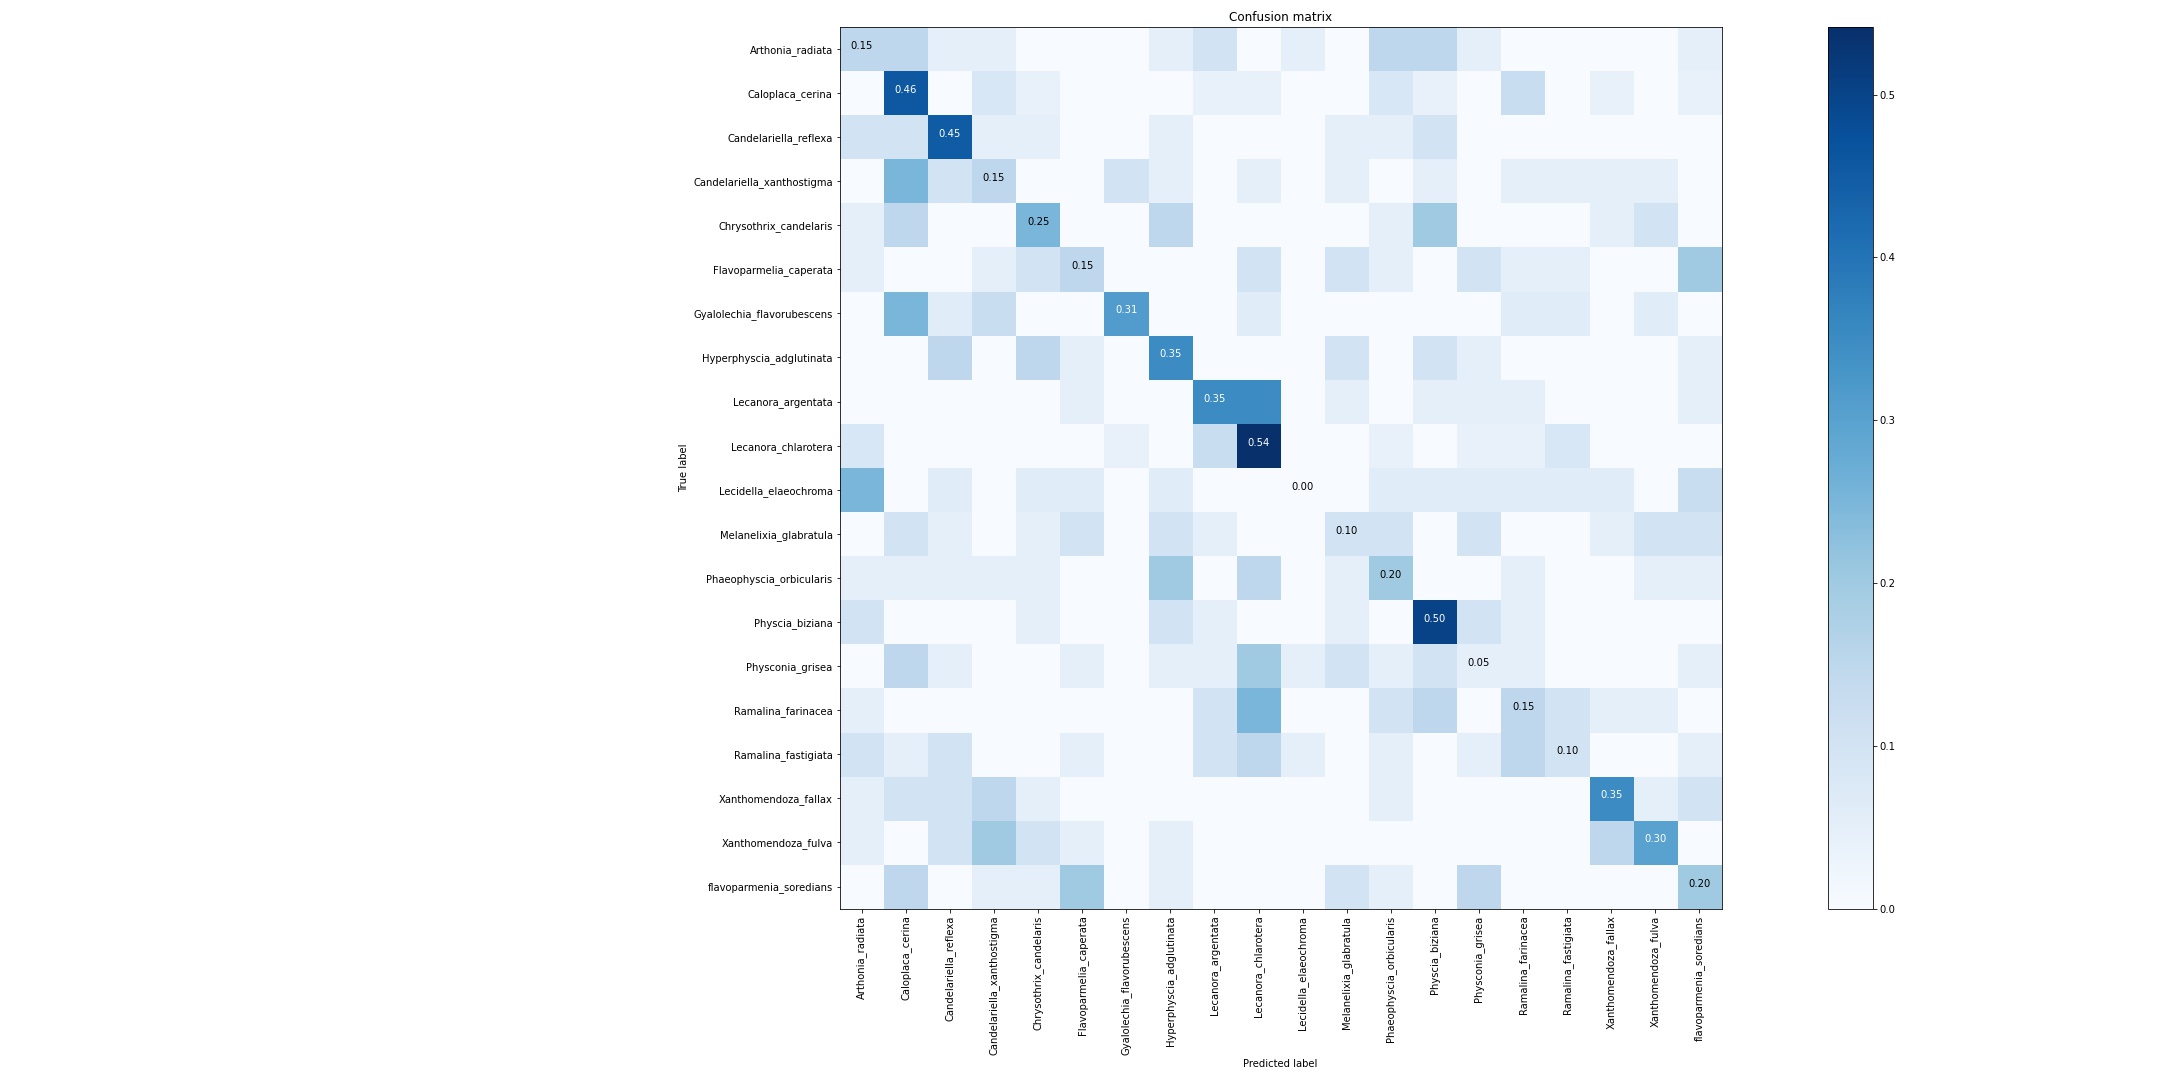 Confusion matrix
Arthonia_radiata
Caloplaca_cerina
Candelariella_reflexa
Candelariella_xanthostigma
Chrysothrix_candelaris
Flavoparmelia_caperata
Gyalolechia_flavorubescens
Hyperphyscia_adglutinata
Lecanora_argentata
Lecanora_chlarotera
Lecidella_elaeochroma
Melanelixia_glabratula
Phaeophyscia_orbicularis
Physcia_biziana
Physconia_grisea
Ramalina_farinacea
Ramalina_fastigiata
Xanthomendoza_fallax
Xanthomendoza_fulva
flavoparmenia_soredians
True label
0.15
0.46
0.45
0.15
0.25
0.15
0.31
0.35
0.35
0.54
0.00
0.10
0.20
0.50
0.05
0.15
0.10
0.35
0.30
0.20
Arthonia_radiata
Caloplaca_cerina
Candelariella_reflexa
Candelariella_xanthostigma
Chrysothrix_candelaris
Flavoparmelia_caperata
Gyalolechia_flavorubescens
Hyperphyscia_adglutinata
Lecanora_argentata
Lecanora_chlarotera
Lecidella_elaeochroma
Melanelixia_glabratula
Phaeophyscia_orbicularis
Physcia_biziana
Physconia_grisea
Ramalina_farinacea
Ramalina_fastigiata
Xanthomendoza_fallax
Xanthomendoza_fulva
flavoparmenia_soredians
Predicted label
0.5
0.4
0.3
0.2
0.1
0.0